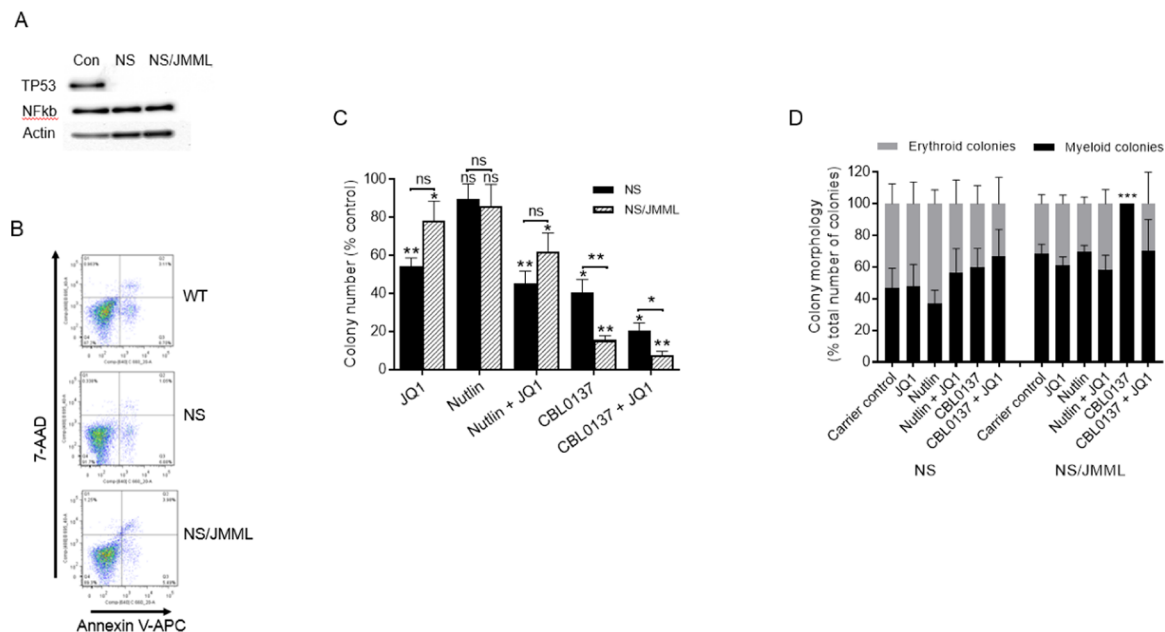 A
Con NS NS/JMML
TP53
NFkb
Actin
B
7-AAD
WT
NS
NS/JMML
Annexin V-APC
C
Colony number (% control)
100
80
60
40
20
0
ns ns ns ns ns
* * *
** ** ** ** **
* * *
NS
NS/JMML
JQ1
Nutlin
Nutlin + JQ1
CBL0137
CBL0137 + JQ1
D
Erythroid colonies Myeloid colonies
Colony morphology
(% total number of colonies)
120
100
80
60
40
20
0
***
Carrier control
JQ1
Nutlin
Nutlin + JQ1
CBL0137
CBL0137 + JQ1
Carrier control
JQ1
Nutlin
Nutlin + JQ1
CBL0137
CBL0137 + JQ1
NS NS/JMML